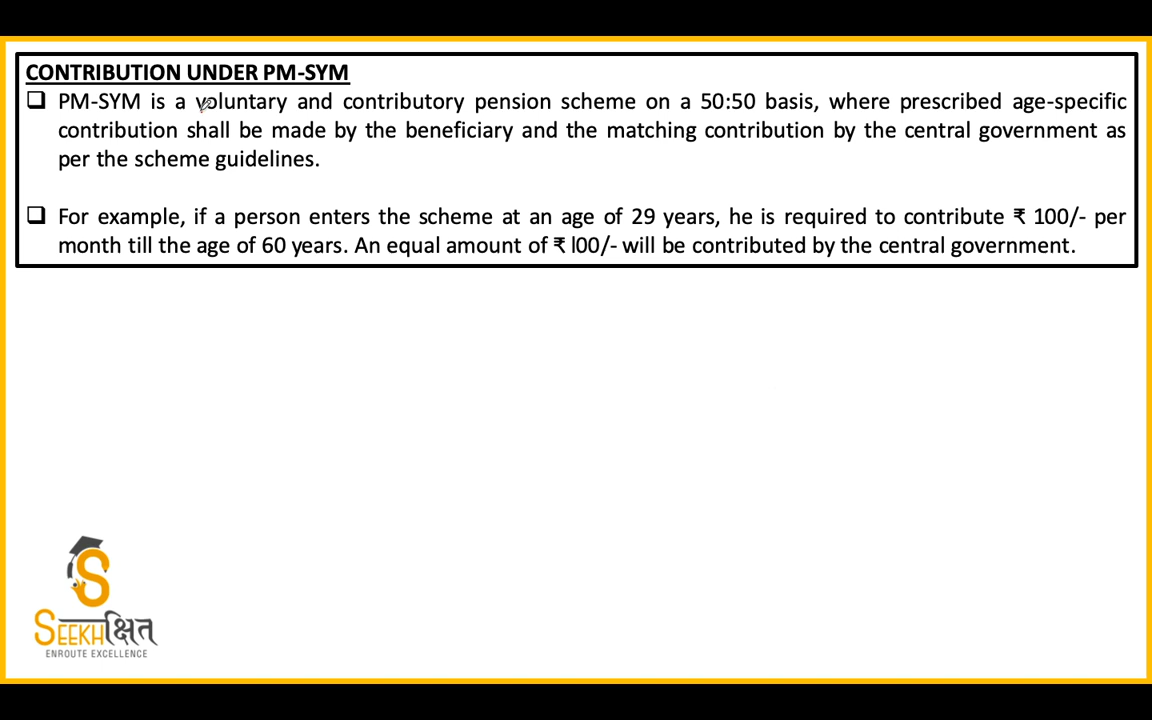 CONTRIBUTION UNDER PM-SYM
❑ PM-SYM is a voluntary and contributory pension scheme on a 50:50 basis, where prescribed age-specific
contribution shall be made by the beneficiary and the matching contribution by the central government as
per the scheme guidelines.
❑ For example, if a person enters the scheme at an age of 29 years, he is required to contribute ₹ 100/- per
month till the age of 60 years. An equal amount of ₹ l00/- will be contributed by the central government.
S
SEEKHक्षित
ENROUTE EXCELLENCE